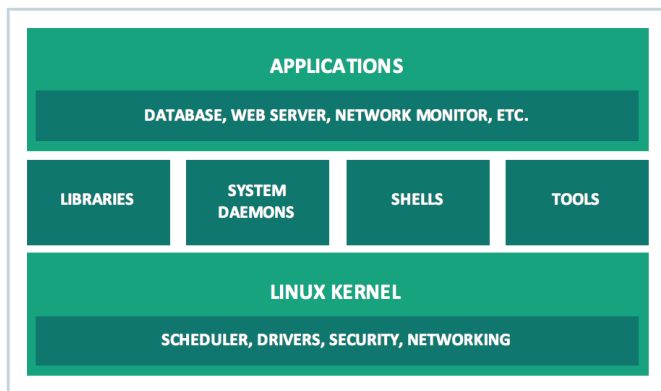 APPLICATIONS
DATABASE, WEB SERVER, NETWORK MONITOR, ETC.
LIBRARIES
SYSTEM
DAEMONS
SHELLS
TOOLS
LINUX KERNEL
SCHEDULER, DRIVERS, SECURITY, NETWORKING